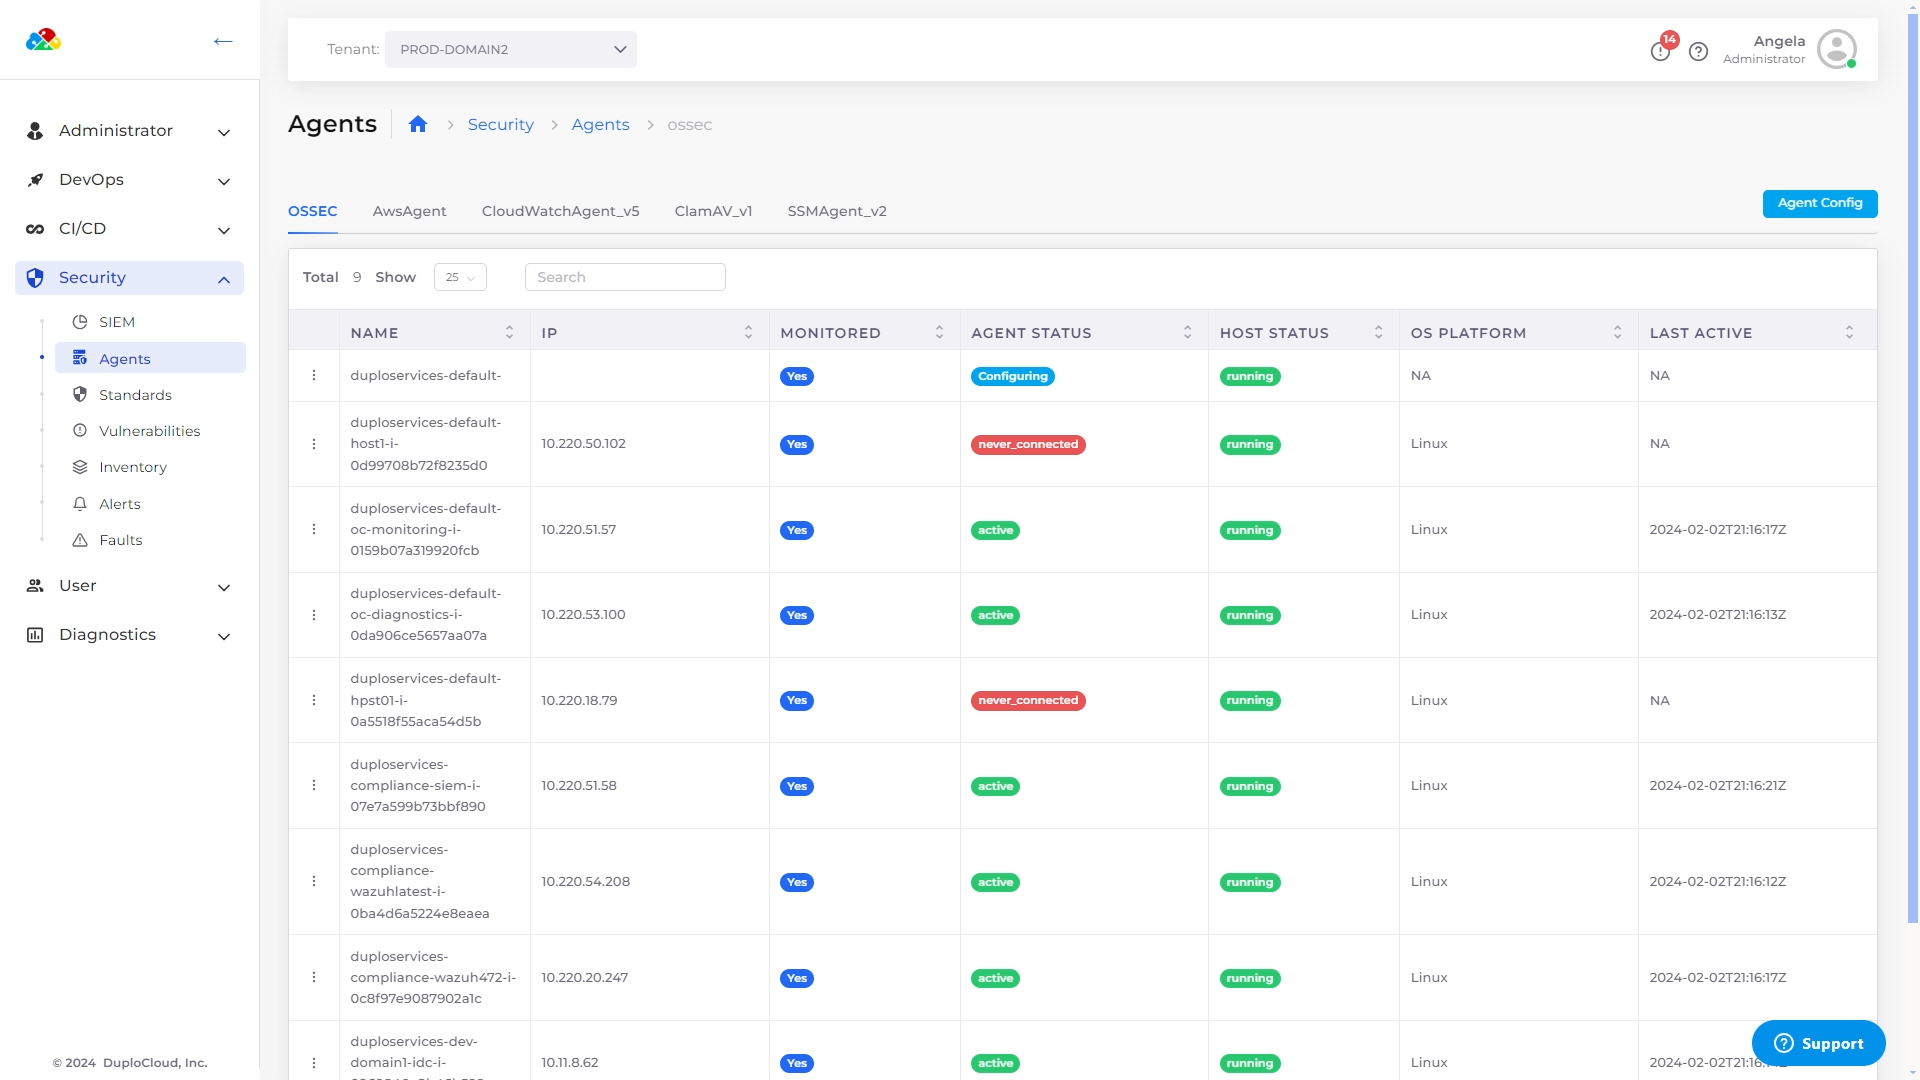 Tenant: PROD-DOMAIN2
14
Angela
Administrator
Administrator
DevOps
CI/CD
Security
SIEM
Agents
Standards
Vulnerabilities
Inventory
Alerts
Faults
User
Diagnostics
© 2024 DuploCloud, Inc.
Agents Security Agents ossec
OSSEC AwsAgent CloudWatchAgent_v5 ClamAV_v1 SSMAgent_v2 Agent Config
Total 9 Show 25 Search
NAME IP MONITORED AGENT STATUS HOST STATUS OS PLATFORM LAST ACTIVE
duploservices-default- Yes Configuring running NA NA
duploservices-default-
host1-i-
0d99708b72f8235d0
10.220.50.102 Yes never_connected running Linux NA
duploservices-default-
oc-monitoring-i-
0159b07a319920fcb
10.220.51.57 Yes active running Linux 2024-02-02T21:16:17Z
duploservices-default-
oc-diagnostics-i-
0da906ce5657aa07a
10.220.53.100 Yes active running Linux 2024-02-02T21:16:13Z
duploservices-default-
hpst01-i-
0a5518f55aca54d5b
10.220.18.79 Yes never_connected running Linux NA
duploservices-
compliance-siem-i-
07e7a599b73bbf890
10.220.51.58 Yes active running Linux 2024-02-02T21:16:21Z
duploservices-
compliance-
wazuhlatest-i-
0ba4d6a5224e8eaea
10.220.54.208 Yes active running Linux 2024-02-02T21:16:12Z
duploservices-
compliance-wazuh472-i-
0c8f97e9087902a1c
10.220.20.247 Yes active running Linux 2024-02-02T21:16:17Z
duploservices-dev-
domain1-idc-i-
10.11.8.62 Yes active running Linux
Support